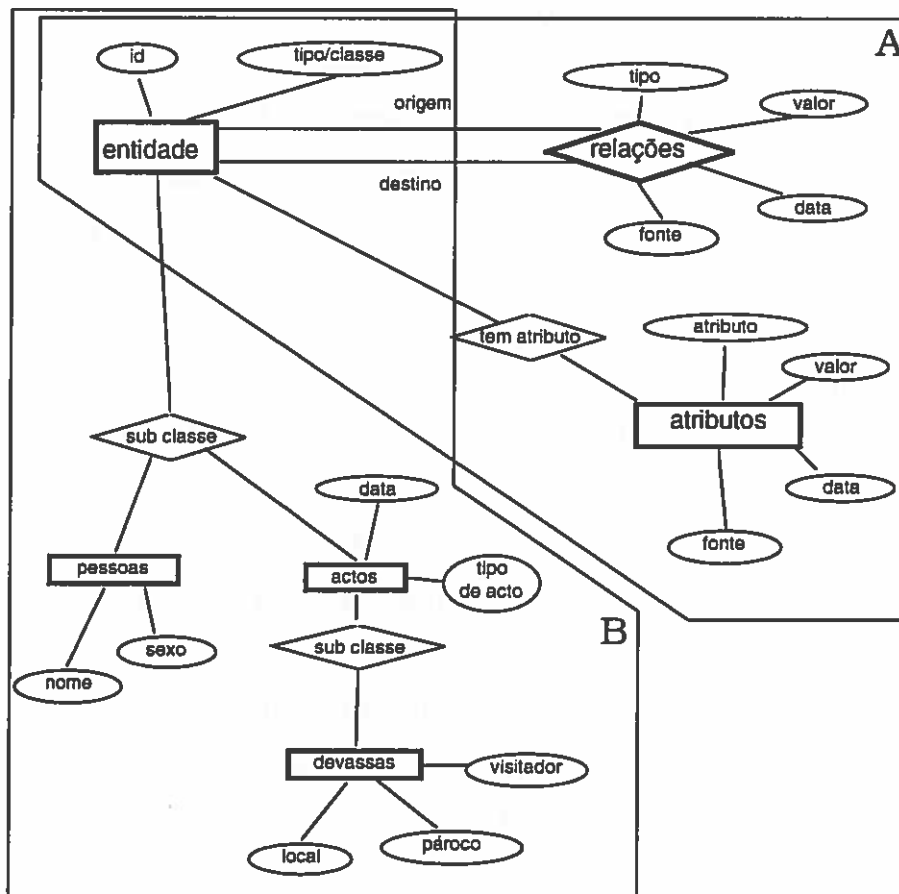 id
tipo/classe
A
tipo
origem
valor
entidade
relações
destino
data
fonte
tem atributo
atributo
valor
atributos
sub classe
data
data
fonte
pessoas
actos
tipo
de acto
B
sexo
sub classe
nome
devassas
visitador
local
pároco